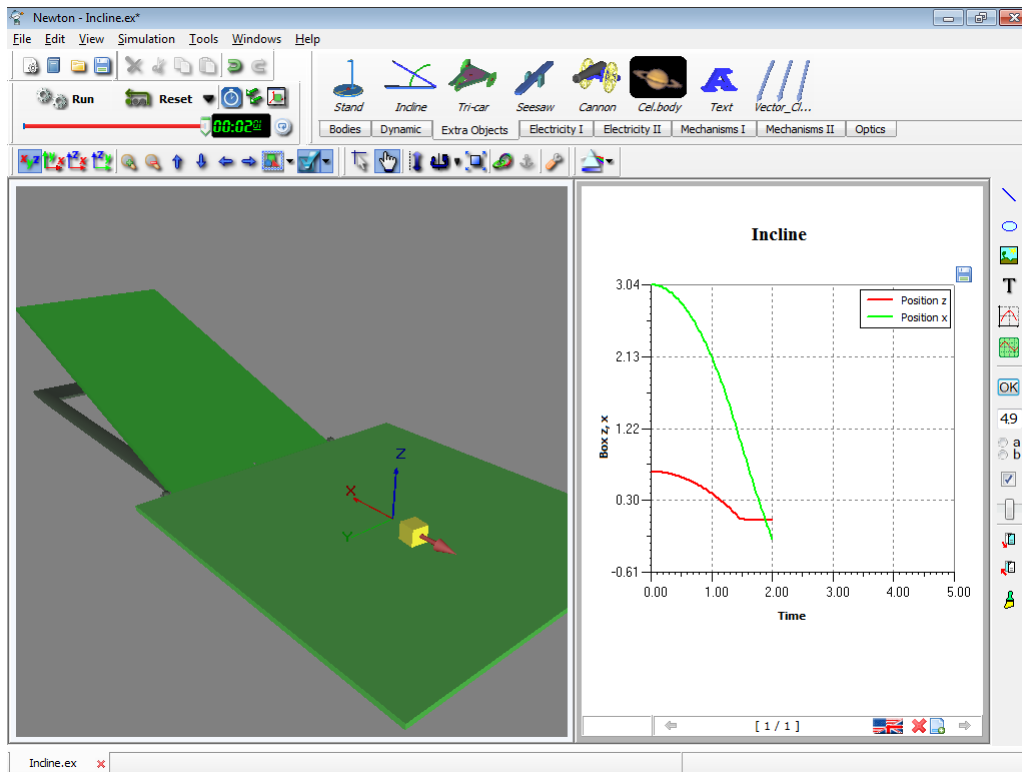 Newton - Incline.ex*
File Edit View Simulation Tools Windows Help
Run Reset
00:02
Stand Incline Tri-car Seesaw Cannon Cel.body Text Vector_Cl...
Bodies Dynamic Extra Objects Electricity I Electricity II Mechanisms I Mechanisms II Optics
Z
X
Y
Incline
Position z
Position x
3.04
2.13
1.22
0.30
-0.61
Box z, x
0.00 1.00 2.00 3.00 4.00 5.00
Time
[ 1 / 1 ]
T
OK
4.9
a
b
Incline.ex